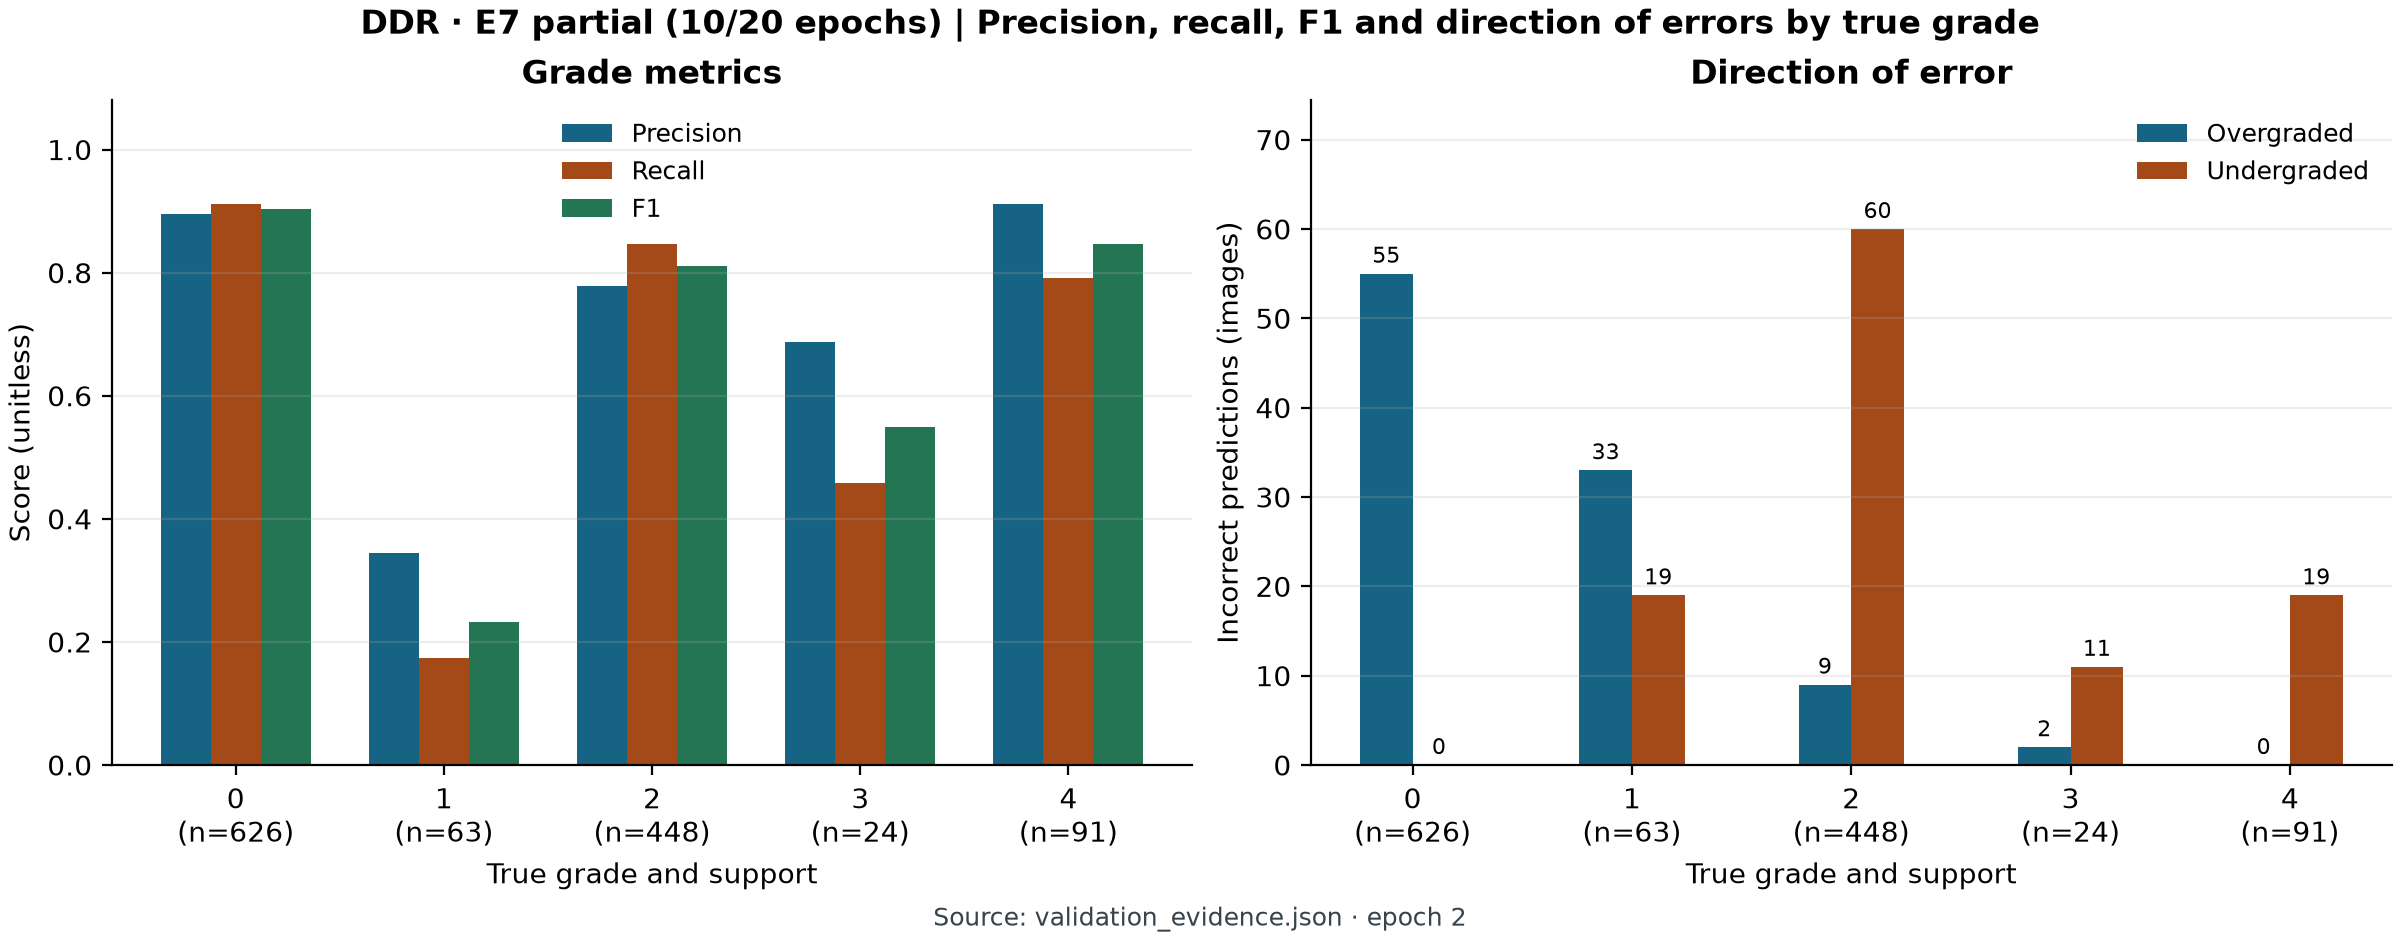 DDR · E7 partial (10/20 epochs) | Precision, recall, F1 and direction of errors by true grade
Grade metrics
Score (unitless)
1.0
0.8
0.6
0.4
0.2
0.0
Precision
Recall
F1
0 1 2 3 4
(n=626) (n=63) (n=448) (n=24) (n=91)
True grade and support
Direction of error
Incorrect predictions (images)
70
60
50
40
30
20
10
0
Overgraded
Undergraded
55 0 33 19 9 60 2 11 0 19
0 1 2 3 4
(n=626) (n=63) (n=448) (n=24) (n=91)
True grade and support
Source: validation_evidence.json · epoch 2